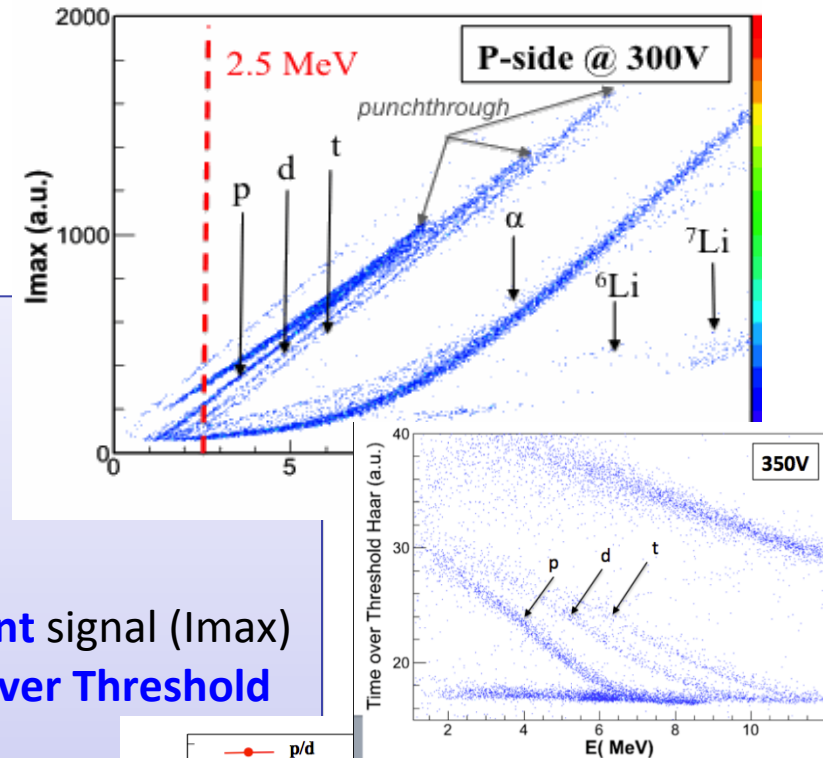 2000
2.5 MeV
P-side @ 300V
punchthrough
p d t
1000
α
⁶Li
⁷Li
Imax (a.u.)
0
0 5
nt signal (Imax)
ver Threshold
40
350V
p d t
30
20
Time over Threshold Haar (a.u.)
2 4 6 8 10
E( MeV)
p/d